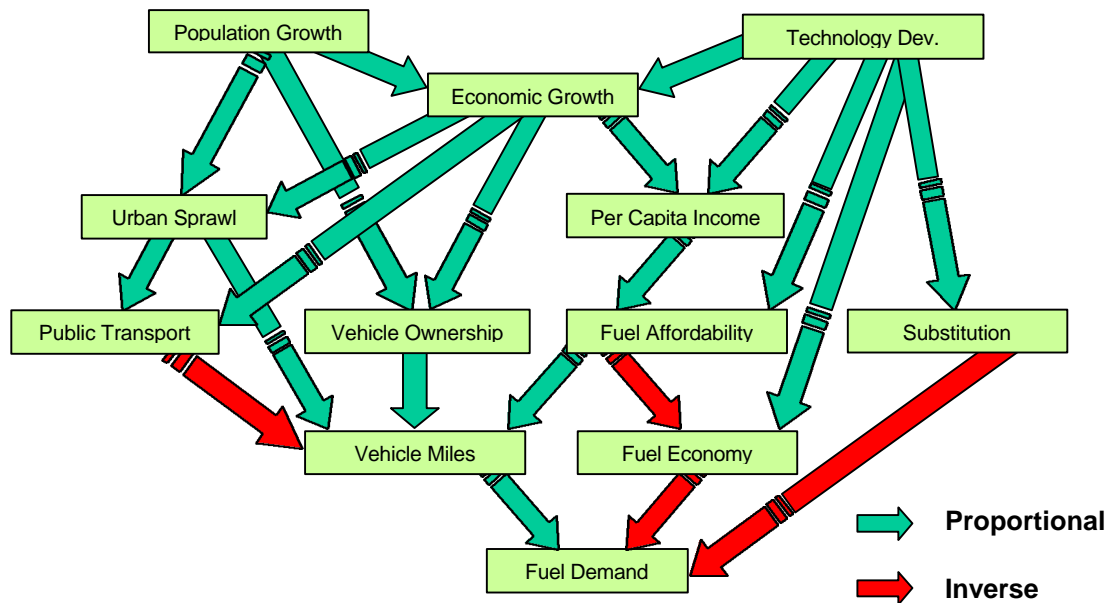 Population Growth
Technology Dev.
Economic Growth
Urban Sprawl
Per Capita Income
Public Transport
Vehicle Ownership
Fuel Affordability
Substitution
Vehicle Miles
Fuel Economy
Proportional
Fuel Demand
Inverse